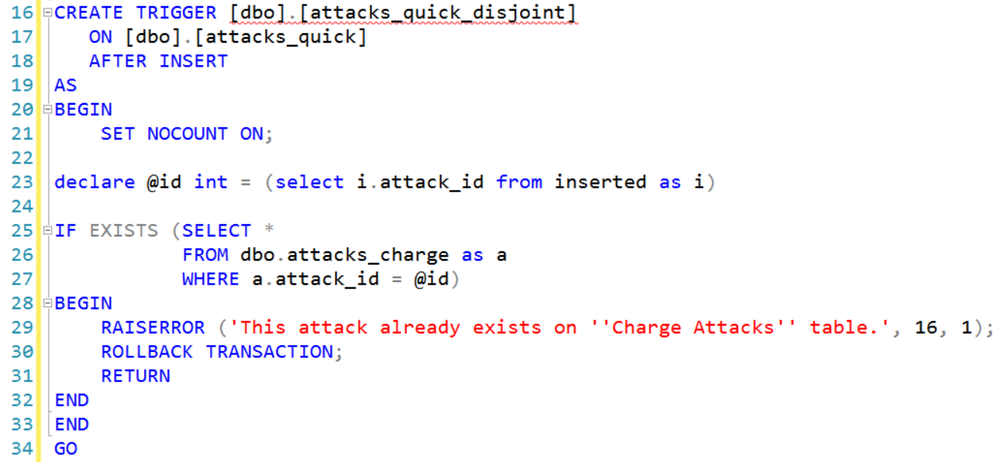 16 CREATE TRIGGER [dbo].[attacks_quick_disjoint]
17    ON [dbo].[attacks_quick]
18    AFTER INSERT
19 AS
20 BEGIN
21     SET NOCOUNT ON;
22
23 declare @id int = (select i.attack_id from inserted as i)
24
25 IF EXISTS (SELECT *
26            FROM dbo.attacks_charge as a
27            WHERE a.attack_id = @id)
28 BEGIN
29     RAISERROR ('This attack already exists on ''Charge Attacks'' table.', 16, 1);
30     ROLLBACK TRANSACTION;
31     RETURN
32 END
33 END
34 GO